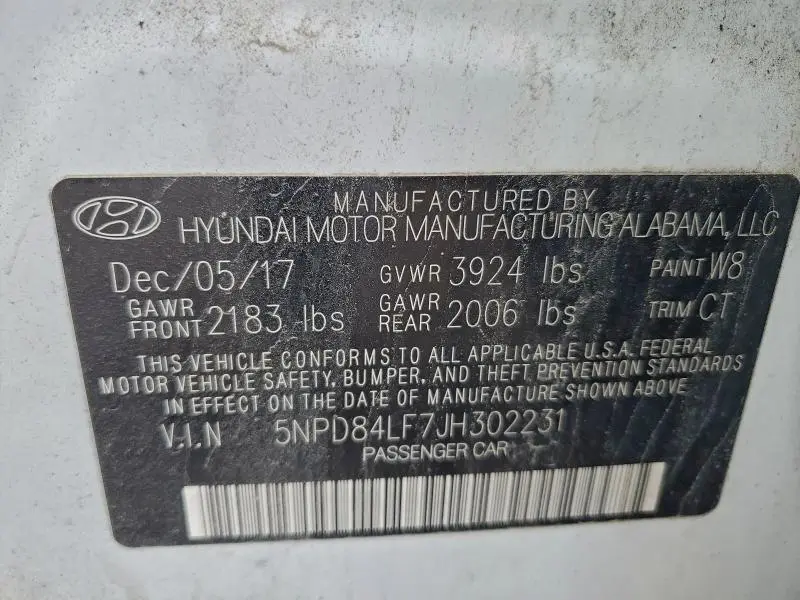 MANUFACTURED BY
HYUNDAI MOTOR MANUFACTURING ALABAMA, LLC
Dec/05/17 GVWR 3924 lbs PAINT W8
GAWR FRONT 2183 lbs GAWR REAR 2006 lbs TRIM CT
THIS VEHICLE CONFORMS TO ALL APPLICABLE U.S.A. FEDERAL
MOTOR VEHICLE SAFETY, BUMPER, AND THEFT PREVENTION STANDARDS
IN EFFECT ON THE DATE OF MANUFACTURE SHOWN ABOVE
V.I.N 5NPD84LF7JH302231
PASSENGER CAR